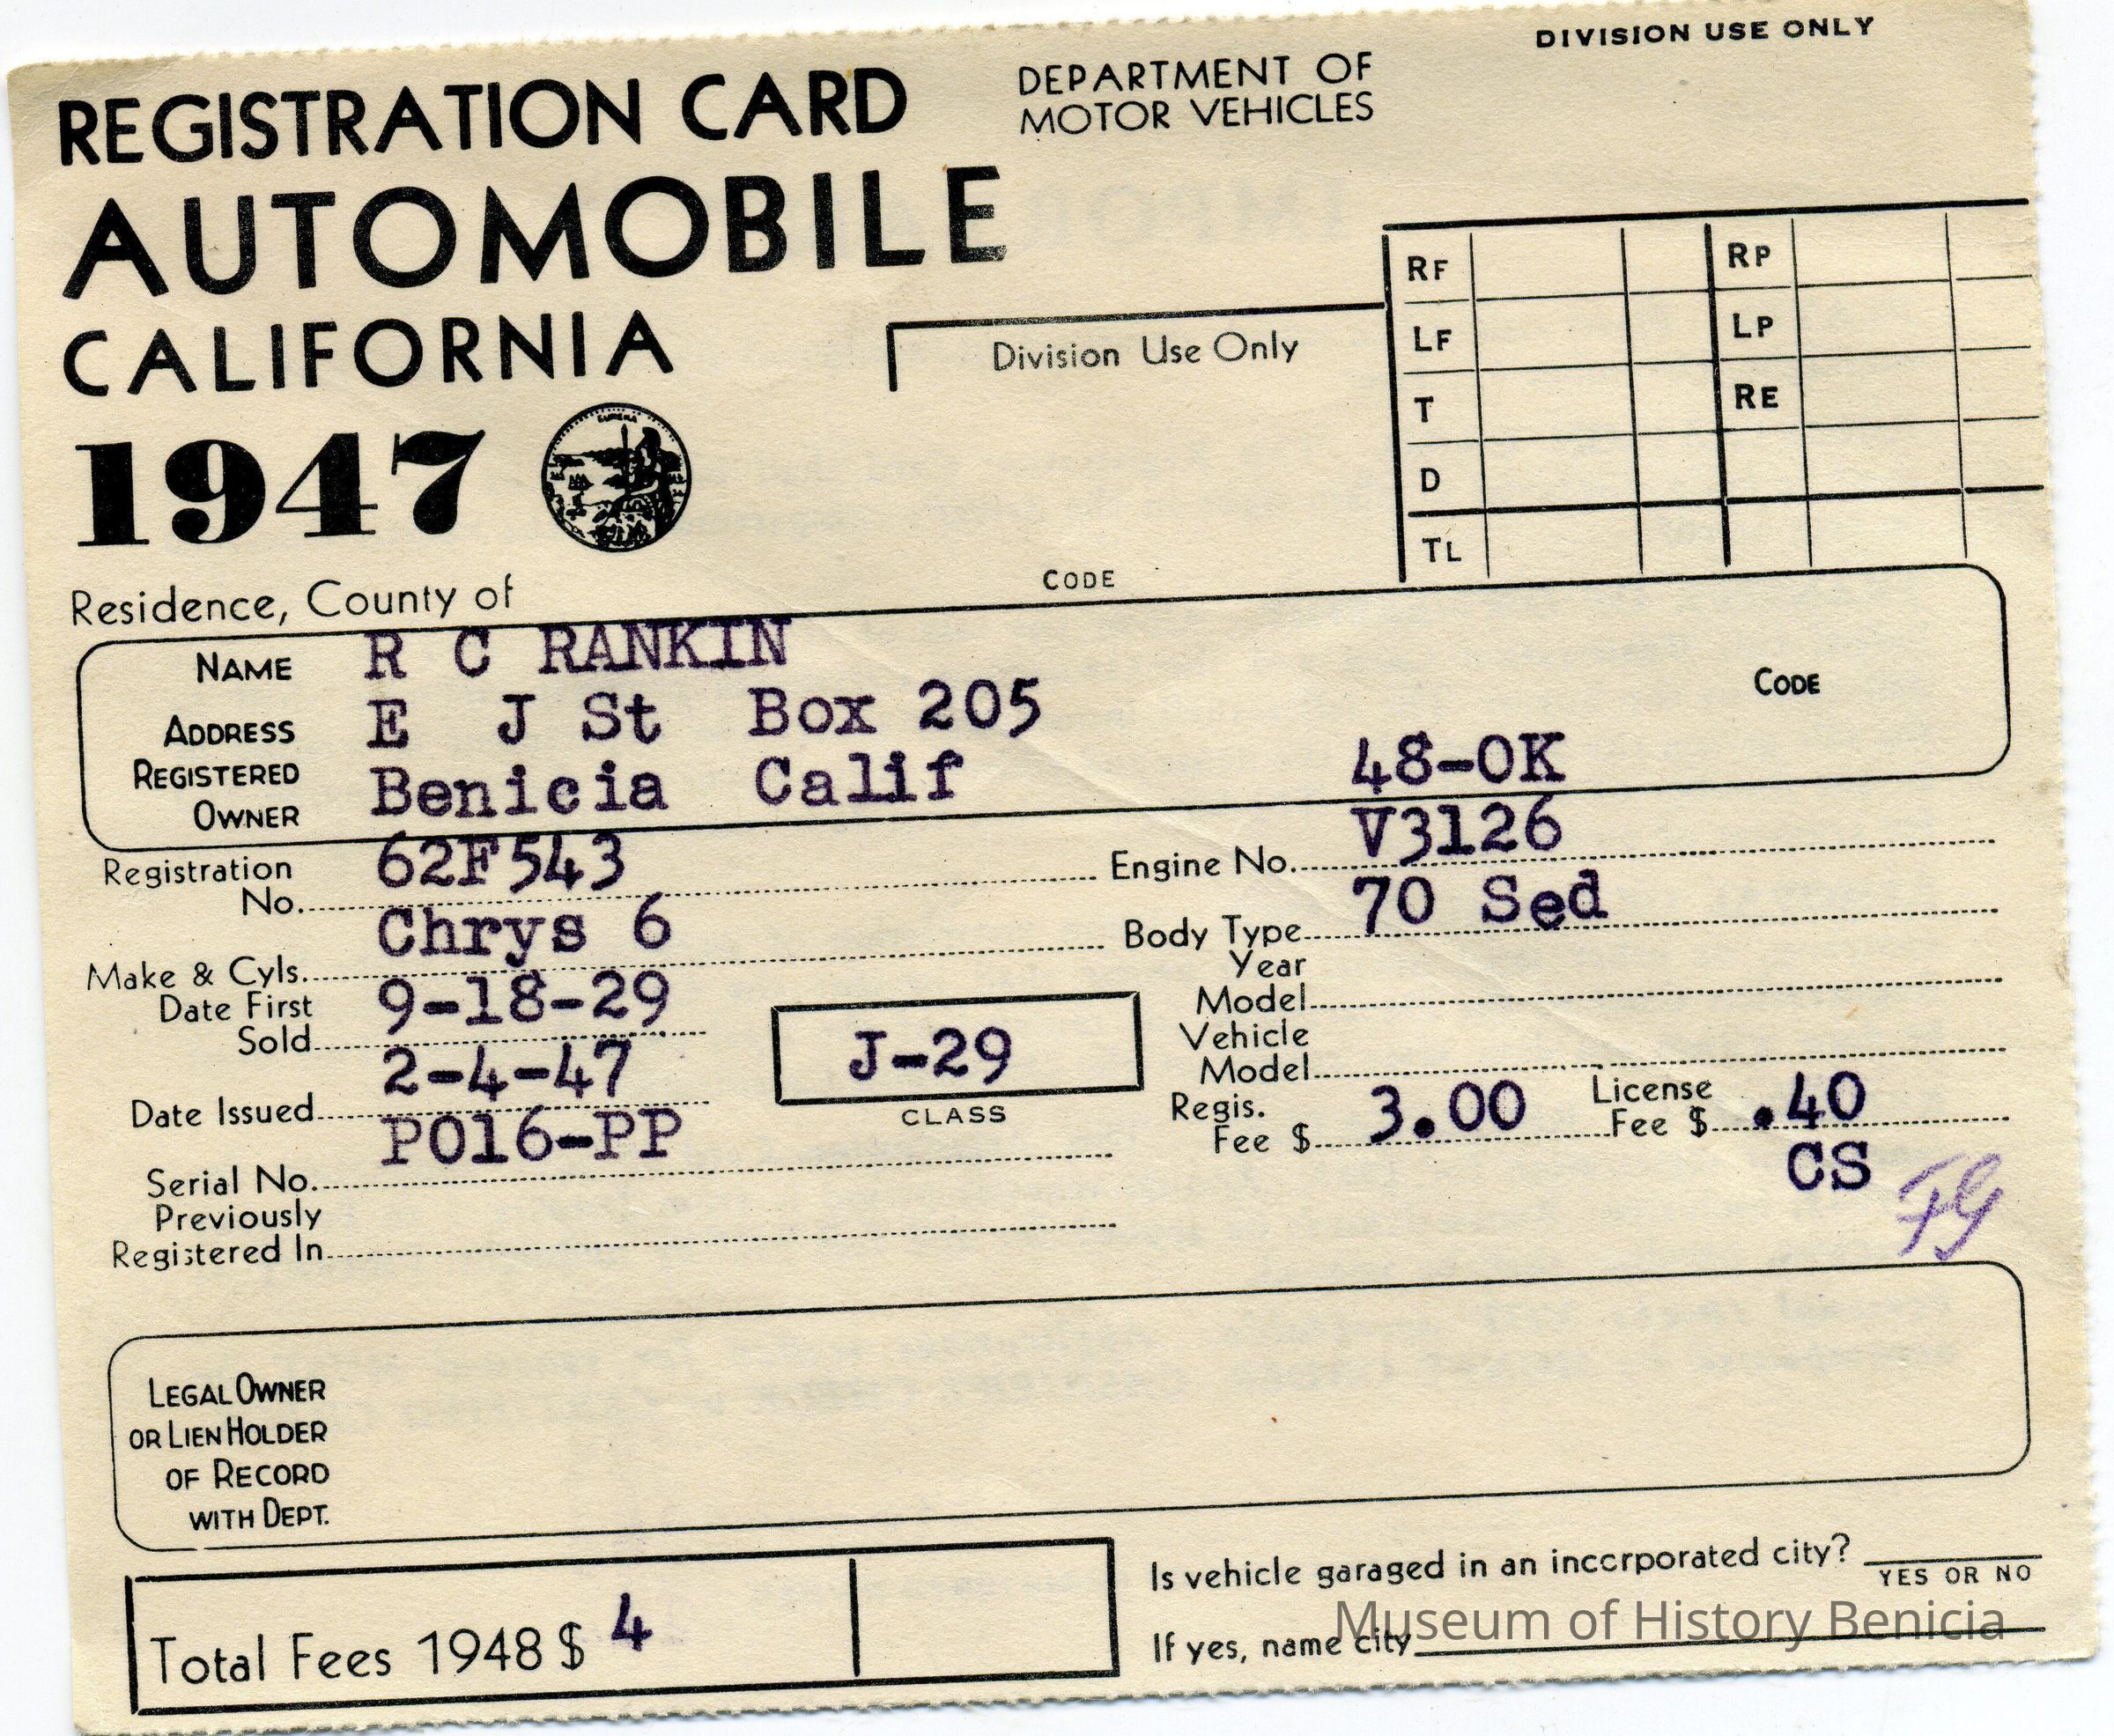 DIVISION USE ONLY
REGISTRATION CARD
DEPARTMENT OF
MOTOR VEHICLES
AUTOMOBILE
CALIFORNIA
1947
EUREKA
Division Use Only
RF RP
LF LP
T RE
D
TL
Residence, County of
CODE
NAME R C RANKIN
CODE
ADDRESS E J St Box 205
REGISTERED Benicia Calif 48-OK
OWNER
Registration No. 62F543 Engine No. V3126
Make & Cyls. Chrys 6 Body Type 70 Sed
Date First Sold 9-18-29 Year Model
J-29
CLASS
Vehicle Model
Date Issued 2-4-47 Regis. Fee $ 3.00 License Fee $ .40
Serial No. P016-PP CS
FG
Previously
Registered In
LEGAL OWNER
OR LIEN HOLDER
OF RECORD
WITH DEPT.
Total Fees 1948 $ 4
Is vehicle garaged in an incorporated city?
YES OR NO
If yes, name city
Museum of History Benicia